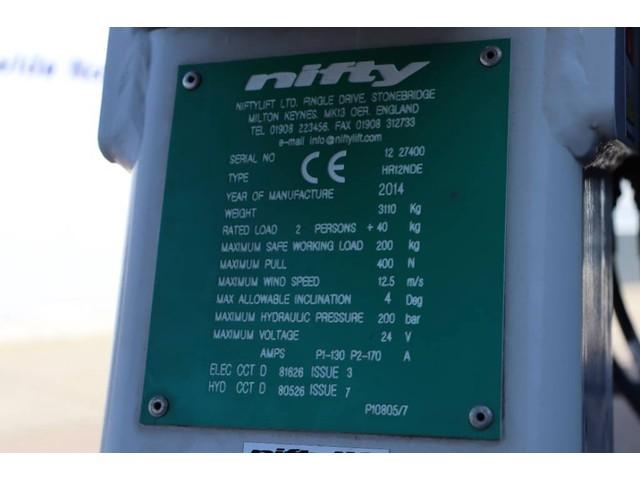 nifty
NIFTYLIFT LTD. FINGLE DRIVE, STONEBRIDGE
MILTON KEYNES. MK13 OER. ENGLAND
TEL 01908 223456. FAX 01908 312733
e-mail info@niftylift.com
SERIAL NO 12 27400
TYPE CE HR12NDE
YEAR OF MANUFACTURE 2014
WEIGHT 3110 Kg
RATED LOAD 2 PERSONS +40 kg
MAXIMUM SAFE WORKING LOAD 200 kg
MAXIMUM PULL 400 N
MAXIMUM WIND SPEED 12.5 m/s
MAX ALLOWABLE INCLINATION 4 Deg
MAXIMUM HYDRAULIC PRESSURE 200 bar
MAXIMUM VOLTAGE 24 V
AMPS P1-130 P2-170 A
ELEC CCT D 81626 ISSUE 3
HYD CCT D 80526 ISSUE 7
P10805/7